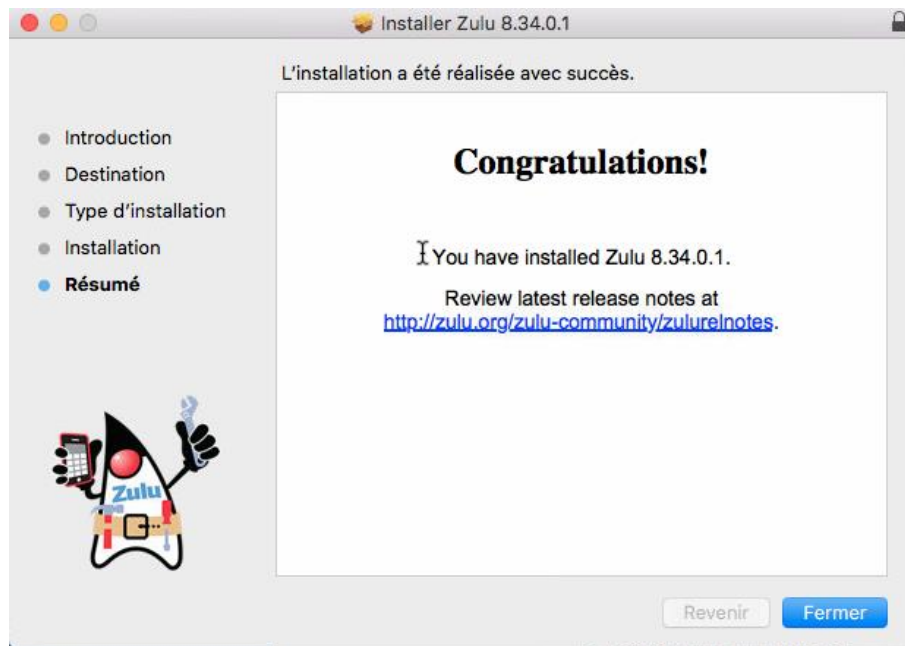 Installer Zulu 8.34.0.1
L'installation a été réalisée avec succès.
Introduction
Destination
Type d'installation
Installation
Résumé
Congratulations!
You have installed Zulu 8.34.0.1.
Review latest release notes at
http://zulu.org/zulu-community/zulurelnotes.
Zulu
Revenir
Fermer